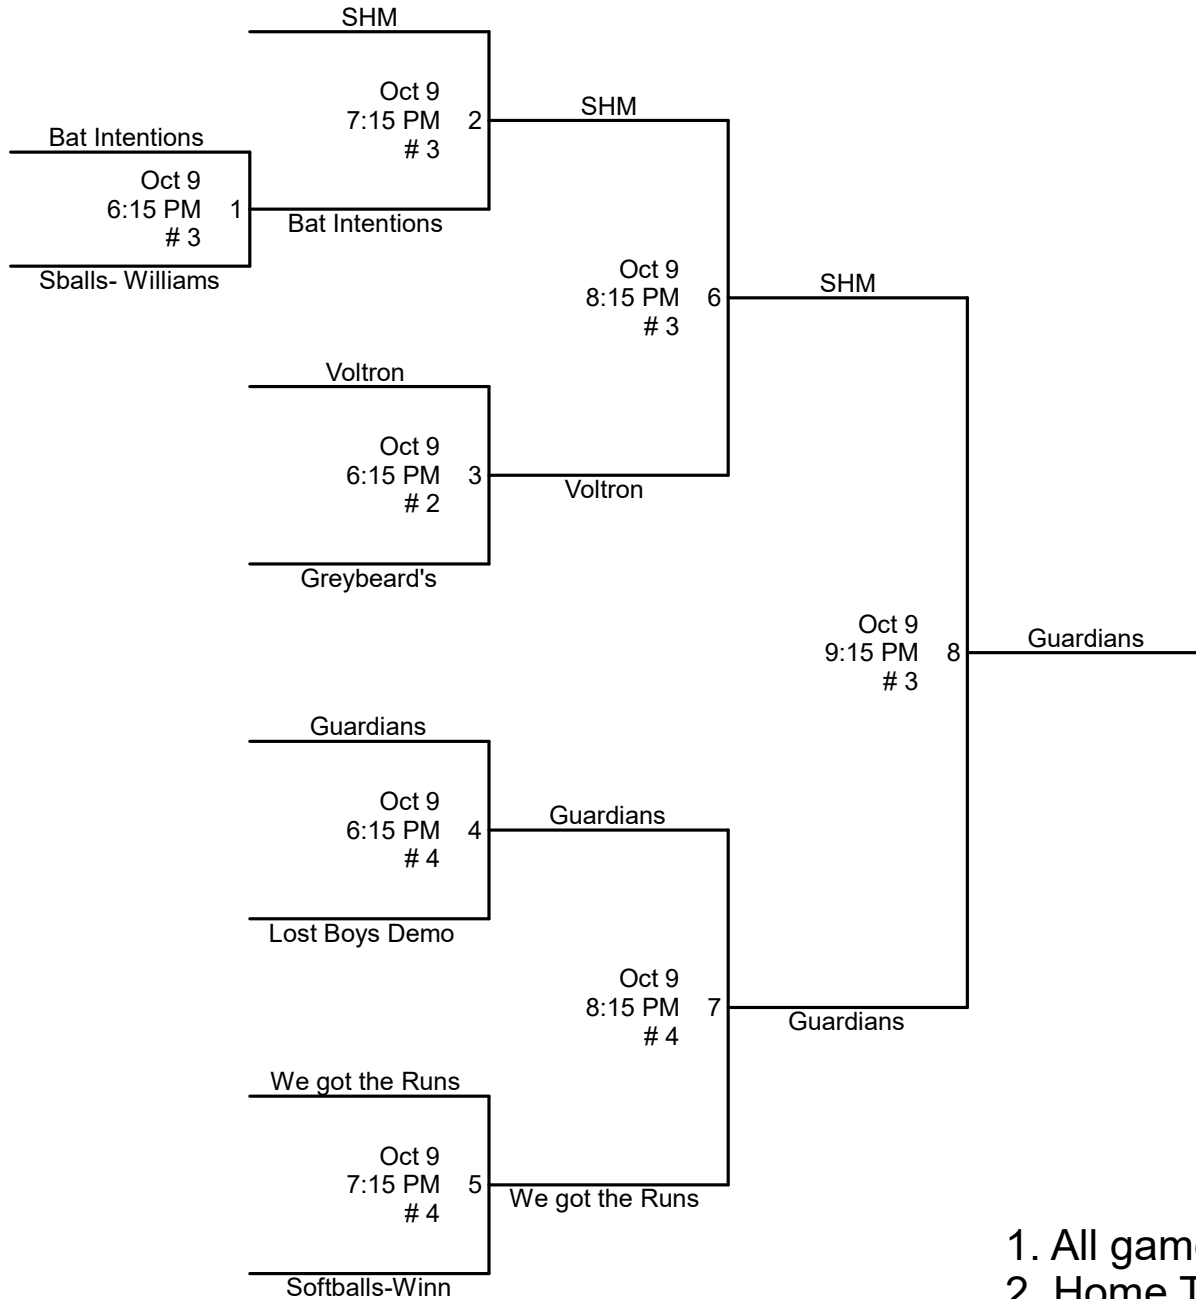 SHM
Oct 9
7:15 PM 2
# 3
SHM
Bat Intentions
Oct 9
6:15 PM 1
# 3
Bat Intentions
Sballs- Williams
Oct 9
8:15 PM 6
# 3
SHM
Voltron
Oct 9
6:15 PM 3
# 2
Voltron
Greybeard's
Oct 9
9:15 PM 8
# 3
Guardians
Guardians
Oct 9
6:15 PM 4
# 4
Guardians
Lost Boys Demo
Oct 9
8:15 PM 7
# 4
Guardians
We got the Runs
Oct 9
7:15 PM 5
# 4
We got the Runs
Softballs-Winn
1. All gam
2. Home T